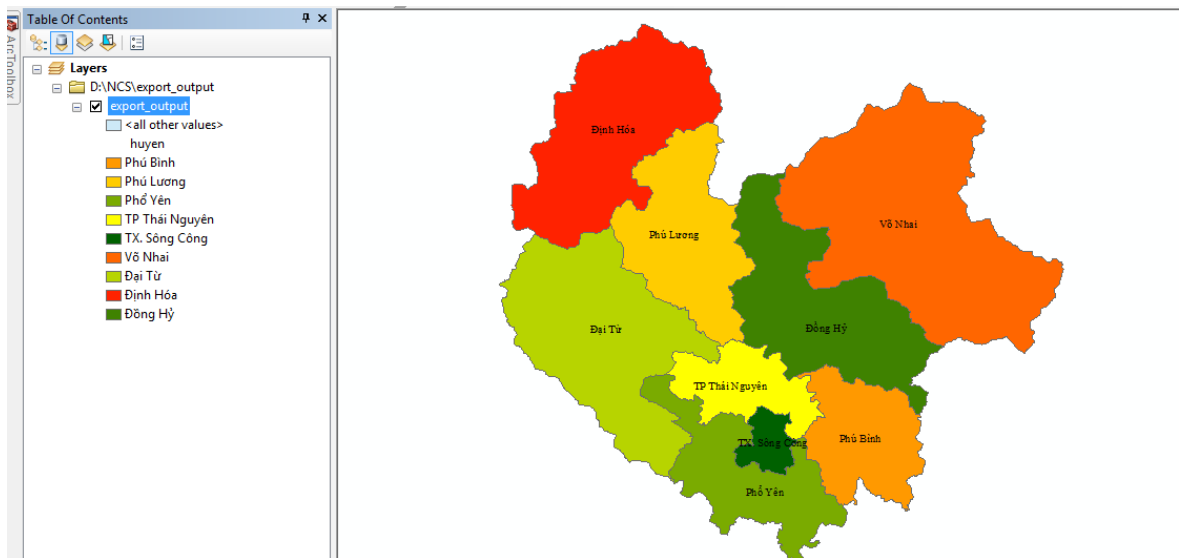 Table Of Contents
ArcToolbox
Layers
D:\NCS\export_output
export_output
<all other values>
huyen
Phú Bình
Phú Lương
Phổ Yên
TP Thái Nguyên
TX. Sông Công
Võ Nhai
Đại Từ
Định Hóa
Đồng Hỷ
Định Hóa
Võ Nhai
Phú Lương
Đồng Hỷ
Đại Từ
TP Thái Nguyên
TX. Sông Công
Phú Bình
Phổ Yên